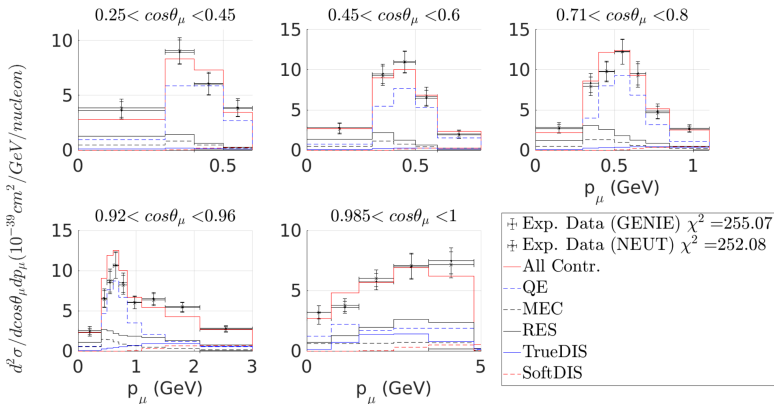 0.25< cosθμ <0.45
0.45< cosθμ <0.6
0.71< cosθμ <0.8
10
5
0
0 0.5
15
10
5
0
0 0.5
15
10
5
0
0 0.5 1
pμ (GeV)
d²σ/dcosθμdpμ(10⁻³⁹cm²/GeV/nucleon)
0.92< cosθμ <0.96
0.985< cosθμ <1
15
10
5
0
0 1 2 3
pμ (GeV)
10
5
0
0 5
pμ (GeV)
Exp. Data (GENIE) χ² =255.07
Exp. Data (NEUT) χ² =252.08
All Contr.
QE
MEC
RES
TrueDIS
SoftDIS